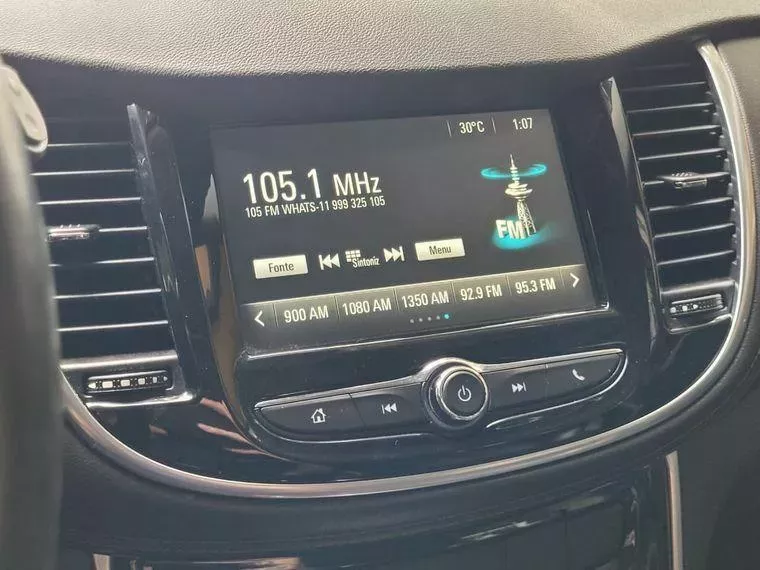 30°C 1:07
105.1 MHz
105 FM WHATS-11 999 325 105
FM
Fonte Sintoniz Menu
900 AM 1080 AM 1350 AM 92.9 FM 95.3 FM